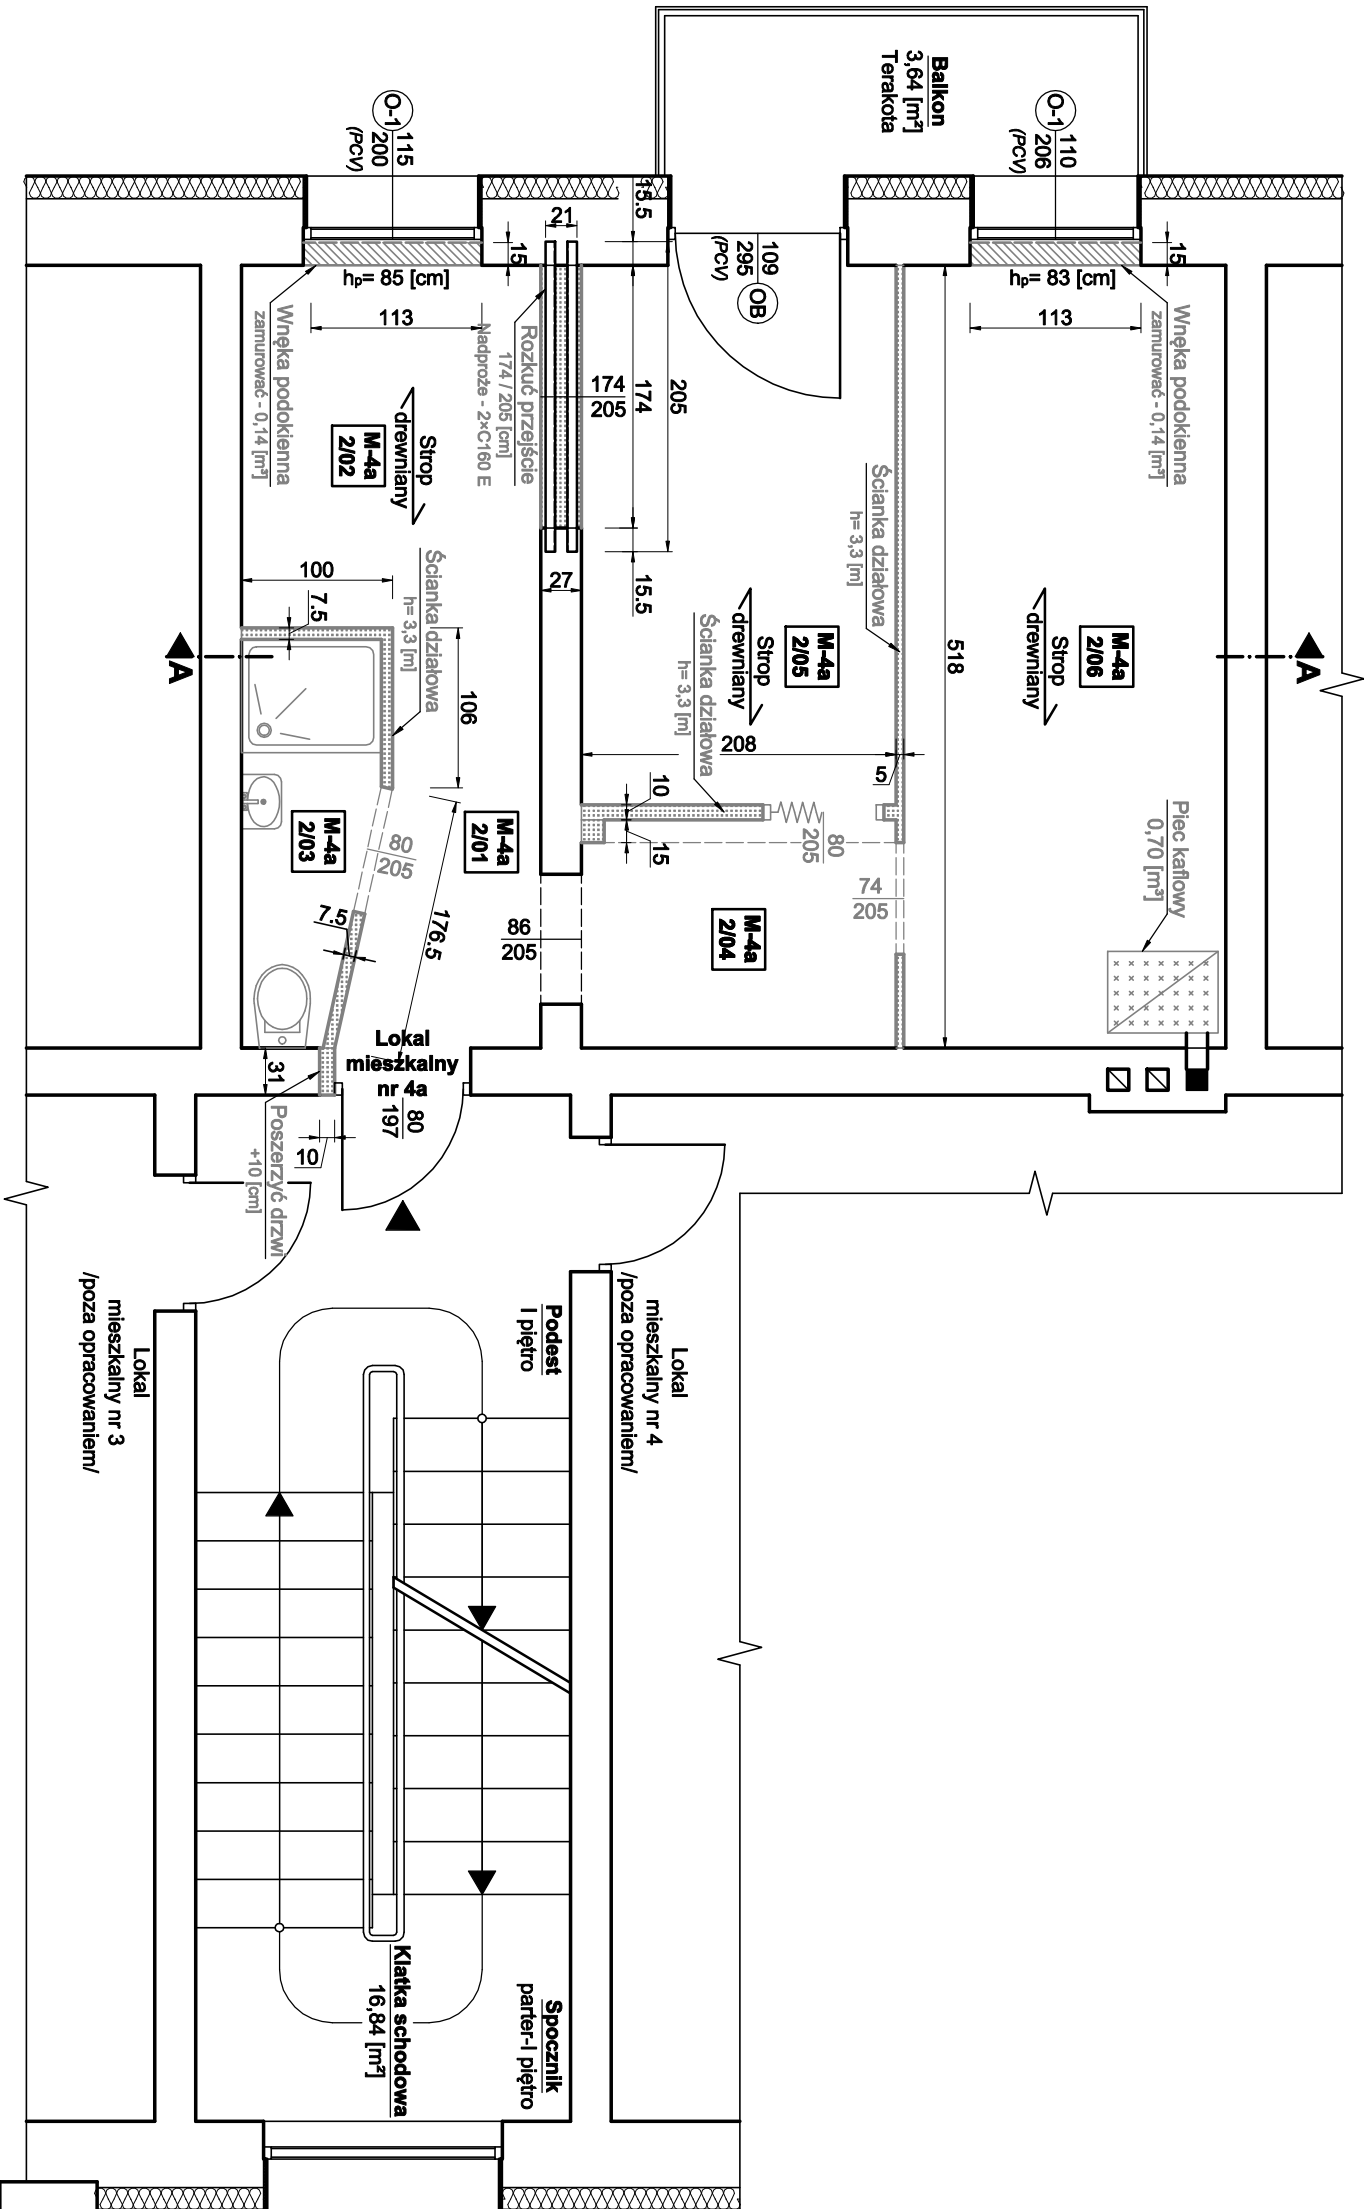 Balkon
3,64 [m²]
Terakota
O-1
115
200
(PCV)
O-1
110
206
(PCV)
109
295
(PCV)
OB
15.5
21
15
15
hp= 85 [cm]
hp= 83 [cm]
113
113
Wnęka podokienna
zamurować - 0,14 [m³]
Wnęka podokienna
zamurować - 0,14 [m³]
Rozkuć przejście
174 / 205 [cm]
Nadproże - 2×C160 E
174
205
174
205
15.5
27
Strop
drewniany
M-4a
2/02
Ścianka działowa
h= 3,3 [m]
Ścianka działowa
h= 3,3 [m]
Ścianka działowa
h= 3,3 [m]
518
M-4a
2/05
Strop
drewniany
M-4a
2/06
Strop
drewniany
A
A
100
7.5
106
208
5
10
15
80
205
74
205
Piec kaflowy
0,70 [m³]
M-4a
2/01
M-4a
2/03
80
205
176.5
7.5
86
205
M-4a
2/04
Lokal
mieszkalny
nr 4a
80
197
31
10
Poszerzyć drzwi
+10 [cm]
Lokal
mieszkalny nr 3
/poza opracowaniem/
Podest
I piętro
Lokal
mieszkalny nr 4
/poza opracowaniem/
Klatka schodowa
16,84 [m²]
Spocznik
parter-I piętro